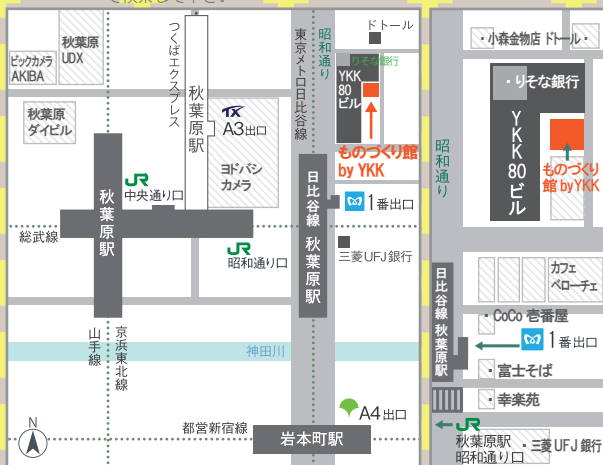 ドトール
秋葉原
UDX
ビックカメラ
AKIBA
つくばエクスプレス
秋葉原駅
東京メトロ日比谷線
昭和通り
りそな銀行
YKK
80
ビル
秋葉原
ダイビル
TX
A3出口
ヨドバシ
カメラ
ものづくり館
by YKK
JR
中央通り口
秋葉原駅
日比谷線 秋葉原駅
1番出口
総武線
JR
昭和通り口
三菱UFJ銀行
山手線
京浜東北線
神田川
A4出口
都営新宿線
岩本町駅
N
小森金物店 ドトール
りそな銀行
YKK80ビル
昭和通り
ものづくり
館 byYKK
カフェ
ベローチェ
日比谷線 秋葉原駅
CoCo 壱番屋
1番出口
富士そば
幸楽苑
JR
秋葉原駅
昭和通り口
三菱UFJ銀行